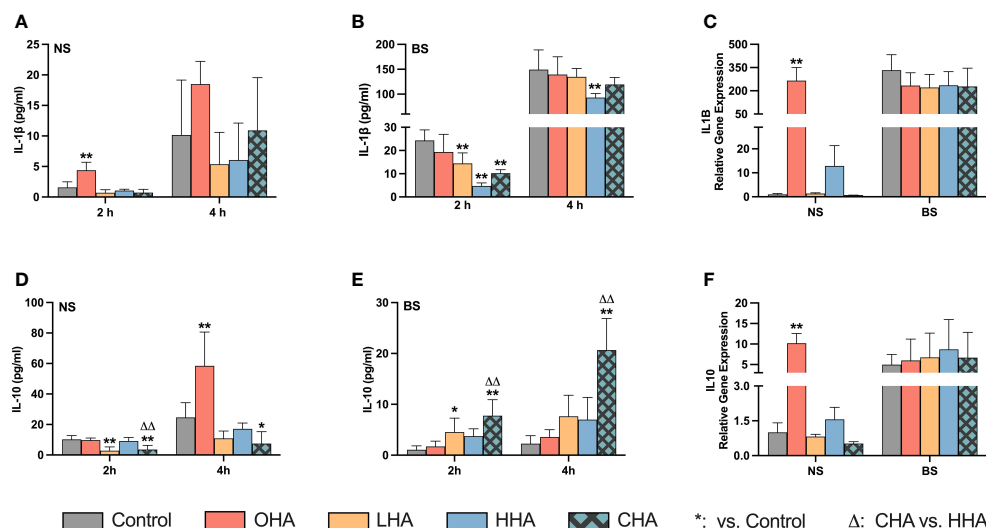 A
NS
IL-1β (pg/ml)
25
20
15
10
5
0
2 h
4 h
B
BS
IL-1β (pg/ml)
200
150
100
50
30
20
10
0
**
**
**
**
2 h
4 h
C
IL1B
Relative Gene Expression
500
350
200
50
20
10
0
**
NS
BS
**
D
NS
IL-10 (pg/ml)
100
80
60
40
20
0
**
ΔΔ
**
**
*
2h
4h
E
BS
IL-10 (pg/ml)
30
20
10
0
*
ΔΔ
**
ΔΔ
**
2h
4h
F
IL10
Relative Gene Expression
20
15
10
5
3.0
1.5
0.0
**
NS
BS
Control
OHA
LHA
HHA
CHA
*: vs. Control
Δ: CHA vs. HHA